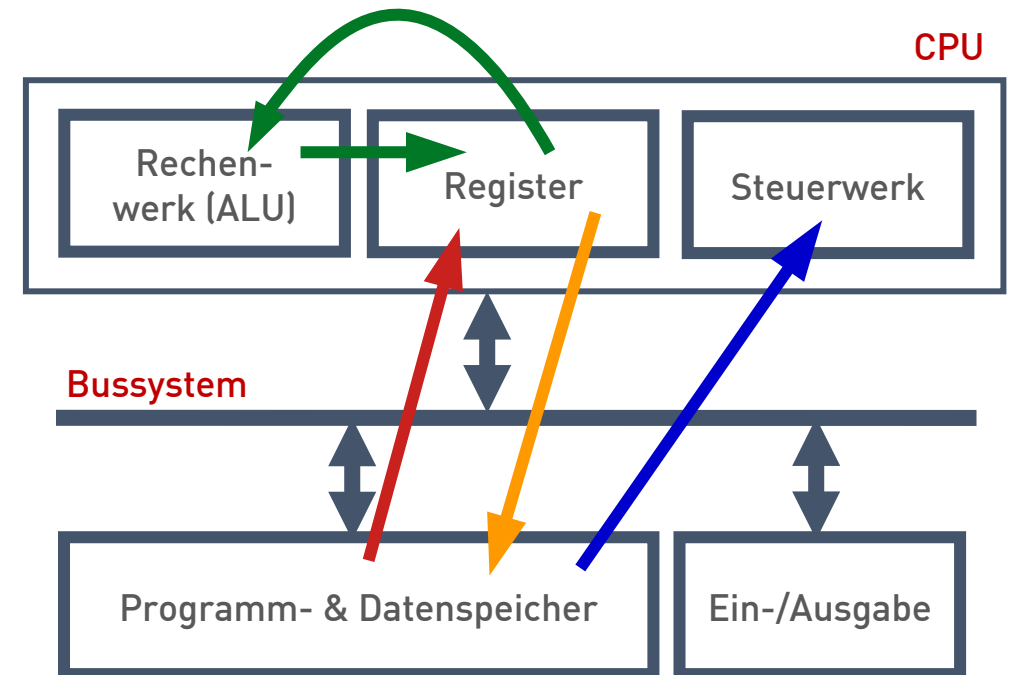 CPU
Rechen-
werk (ALU)
Register
Steuerwerk
Bussystem
Programm- & Datenspeicher
Ein-/Ausgabe